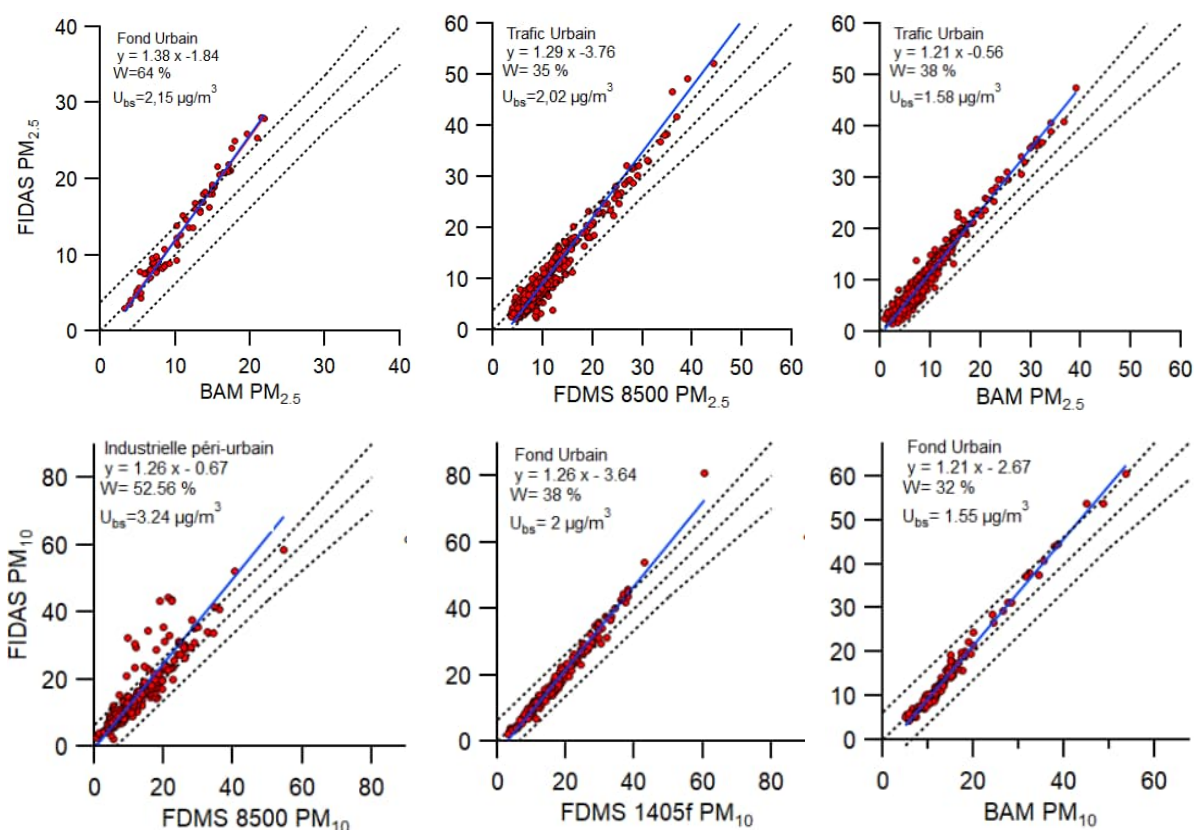 Fond Urbain
y = 1.38 x -1.84
W=64 %
Ubs=2,15 µg/m3
FIDAS PM2.5
40
30
20
10
0
0 10 20 30 40
BAM PM2.5
Trafic Urbain
y = 1.29 x -3.76
W= 35 %
Ubs=2,02 µg/m3
60
50
40
30
20
10
0
0 10 20 30 40 50 60
FDMS 8500 PM2.5
Trafic Urbain
y = 1.21 x -0.56
W= 38 %
Ubs=1.58 µg/m3
60
50
40
30
20
10
0
0 10 20 30 40 50 60
BAM PM2.5
Industrielle péri-urbain
y = 1.26 x - 0.67
W= 52.56 %
Ubs=3.24 µg/m3
FIDAS PM10
80
60
40
20
0
0 20 40 60 80
FDMS 8500 PM10
Fond Urbain
y = 1.26 x - 3.64
W= 38 %
Ubs= 2 µg/m3
80
60
40
20
0
0 20 40 60 80
FDMS 1405f PM10
Fond Urbain
y = 1.21 x - 2.67
W= 32 %
Ubs= 1.55 µg/m3
60
50
40
30
20
10
0
0 20 40 60
BAM PM10